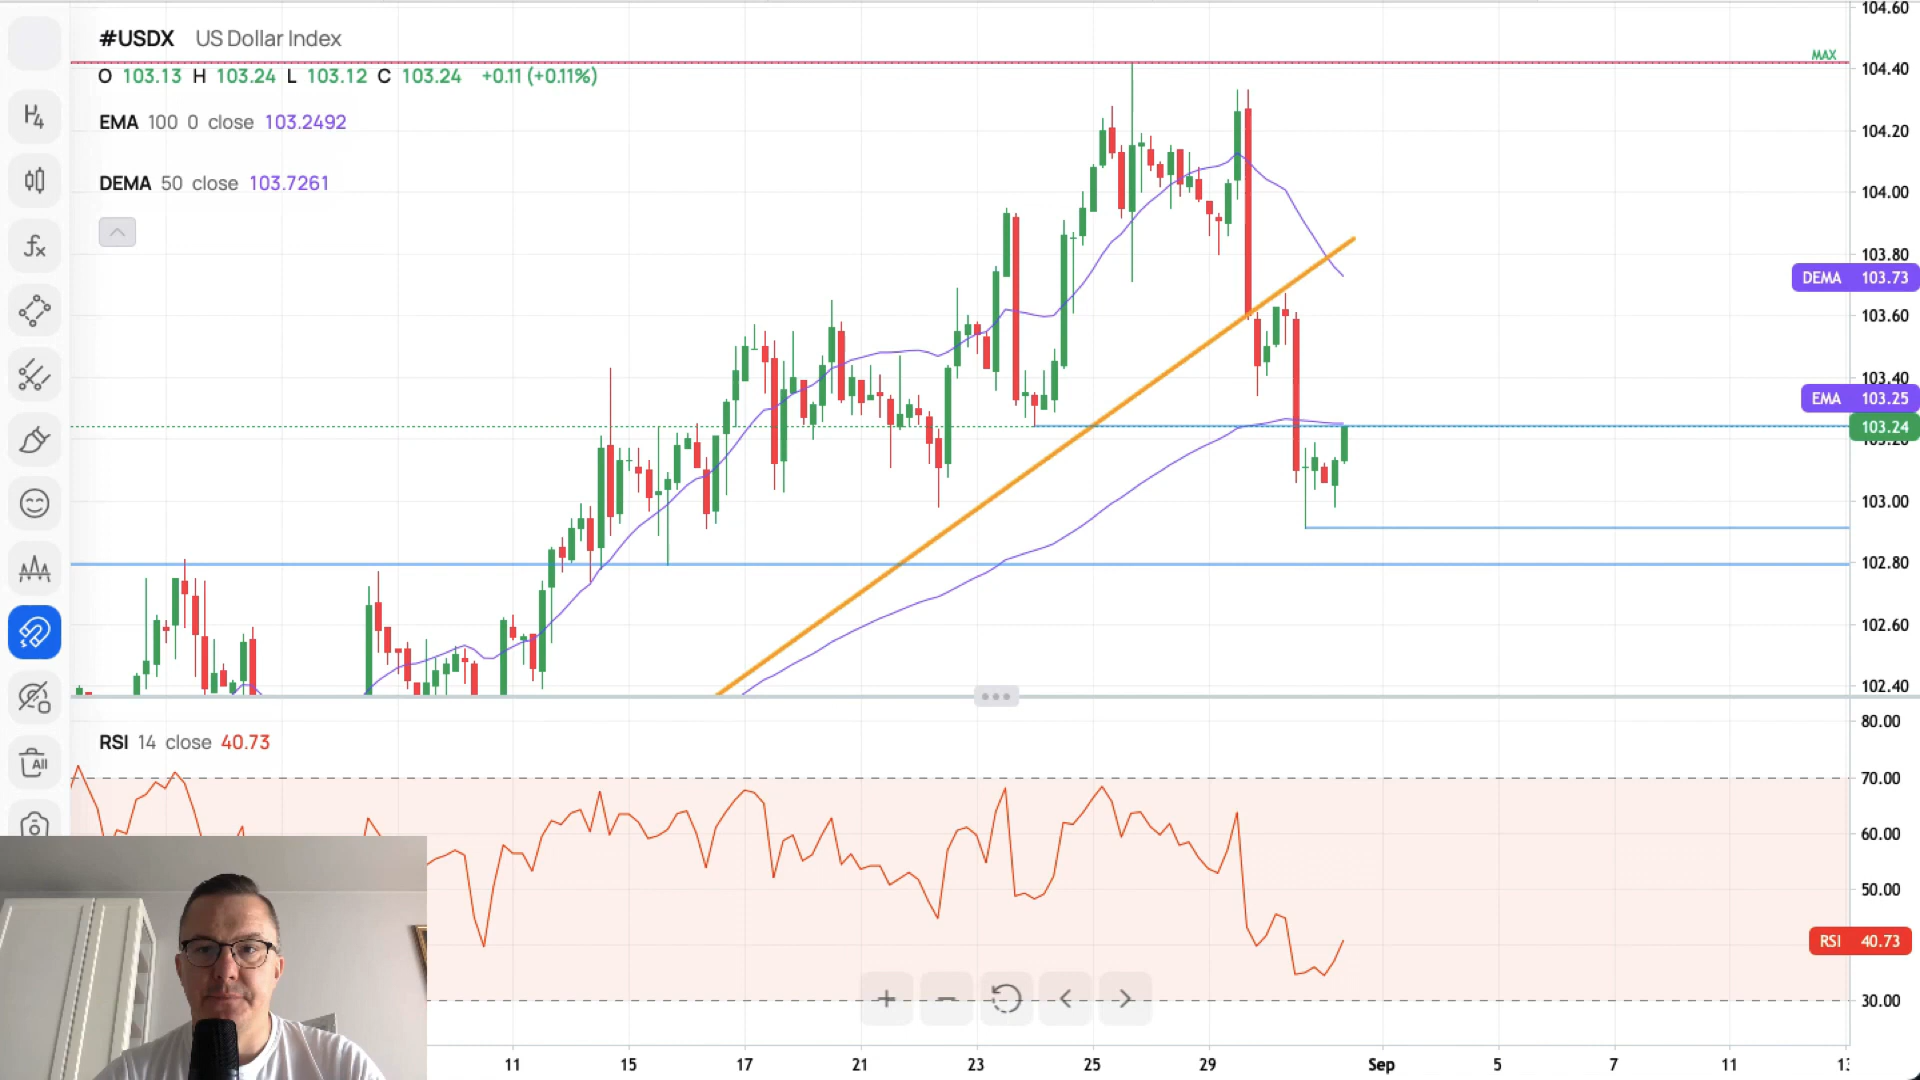 #USDX US Dollar Index
O 103.13 H 103.24 L 103.12 C 103.24 +0.11 (+0.11%)
EMA 100 0 close 103.2492
DEMA 50 close 103.7261
H4
fx
All
MAX
104.60
104.40
104.20
104.00
103.80
DEMA 103.73
103.60
103.40
EMA 103.25
103.24
103.00
102.80
102.60
102.40
RSI 14 close 40.73
80.00
70.00
60.00
50.00
RSI 40.73
30.00
11 15 17 21 23 25 29 Sep 5 7 11